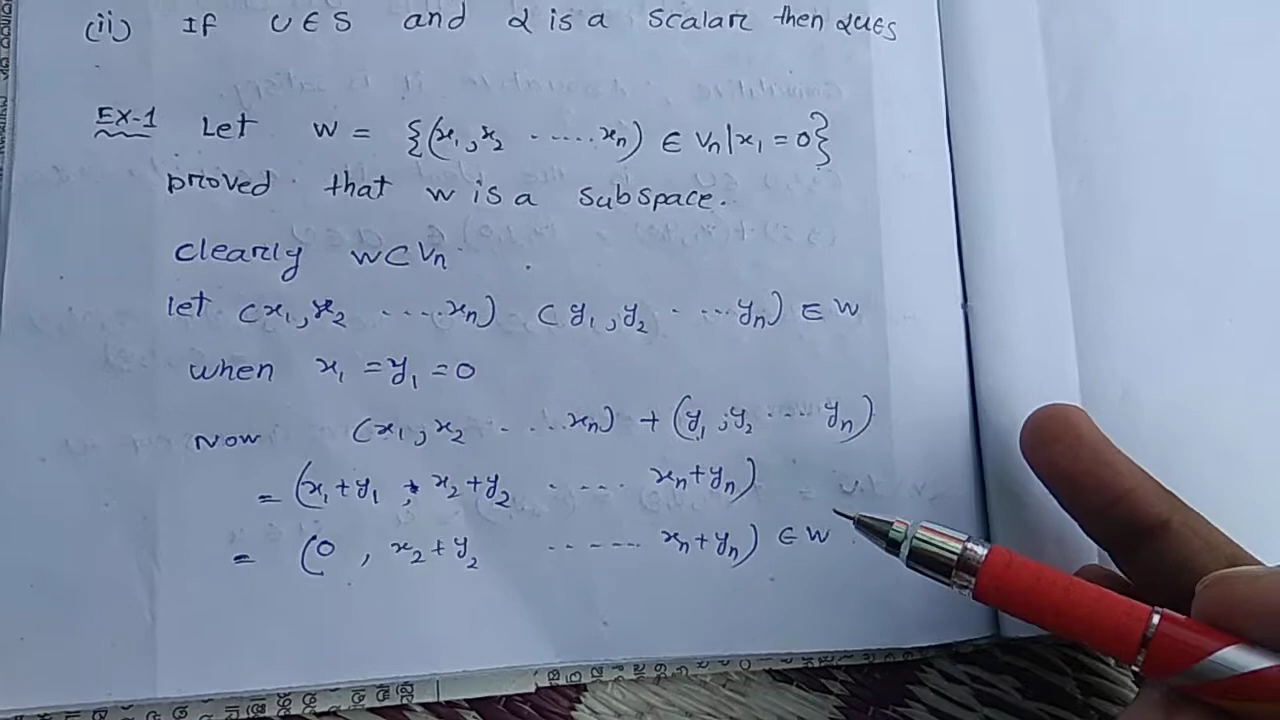 (ii) If U ∈ S and α is a scalar then αu∈S
Ex-1 Let W = {(x₁, x₂ ...... xₙ) ∈ Vₙ | x₁ = 0}
proved that W is a subspace.
clearly W⊂Vₙ.
let (x₁, x₂ ..... xₙ) (y₁, y₂ .... yₙ) ∈ W
when x₁ = y₁ = 0
Now (x₁, x₂ .... xₙ) + (y₁, y₂ .... yₙ)
= (x₁+y₁, x₂+y₂ ..... xₙ+yₙ)
= (0, x₂+y₂ ...... xₙ+yₙ) ∈ W